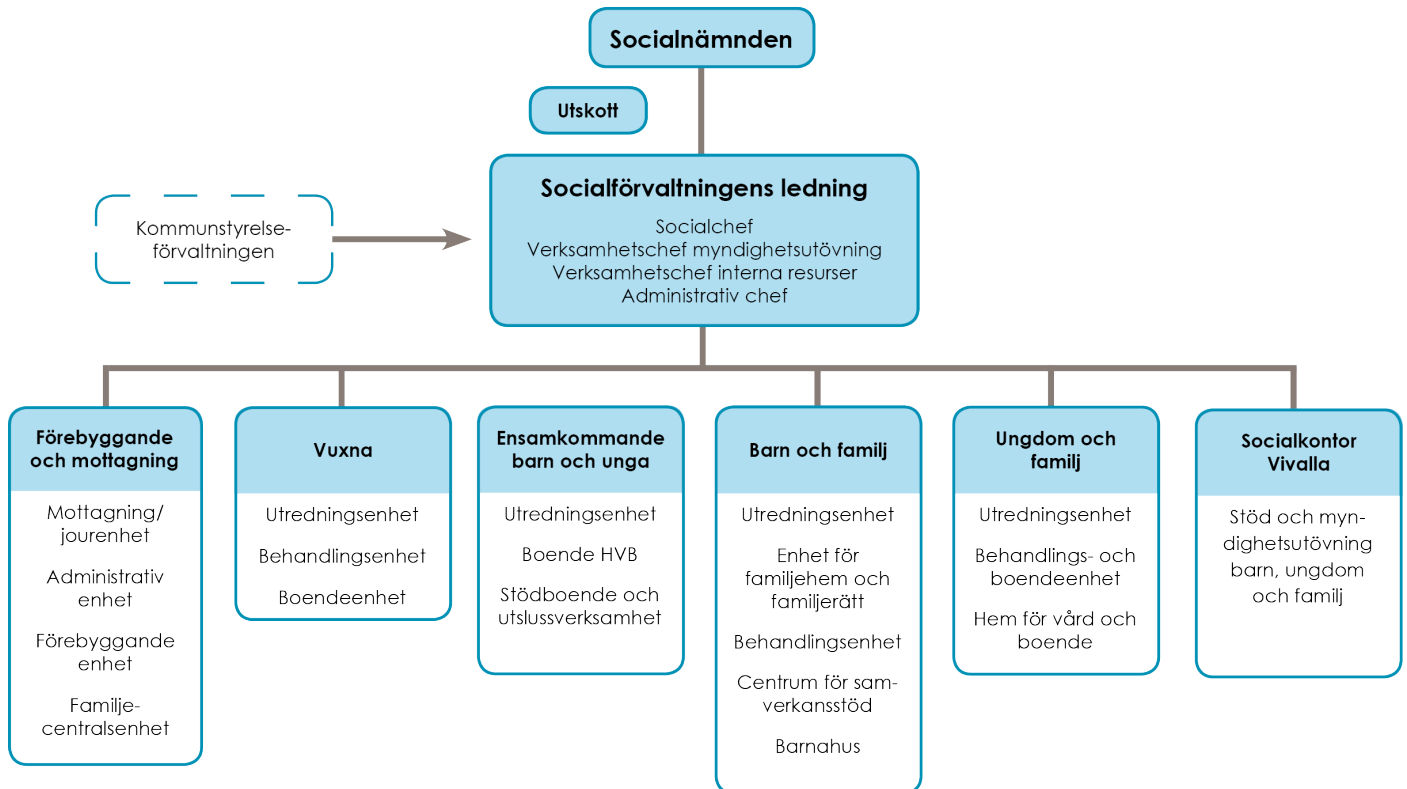 Socialnämnden
Utskott
Socialförvaltningens ledning
Socialchef
Verksamhetschef myndighetsutövning
Verksamhetschef interna resurser
Administrativ chef
Kommunstyrelse-
förvaltningen
Förebyggande
och mottagning
Mottagning/
jourenhet
Administrativ
enhet
Förebyggande
enhet
Familje-
centralsenhet
Vuxna
Utredningsenhet
Behandlingsenhet
Boendeenhet
Ensamkommande
barn och unga
Utredningsenhet
Boende HVB
Stödboende och
utslussverksamhet
Barn och familj
Utredningsenhet
Enhet för
familjehem och
familjerätt
Behandlingsenhet
Centrum för sam-
verkansstöd
Barnahus
Ungdom och
familj
Utredningsenhet
Behandlings- och
boendeenhet
Hem för vård och
boende
Socialkontor
Vivalla
Stöd och myn-
dighetsutövning
barn, ungdom
och familj